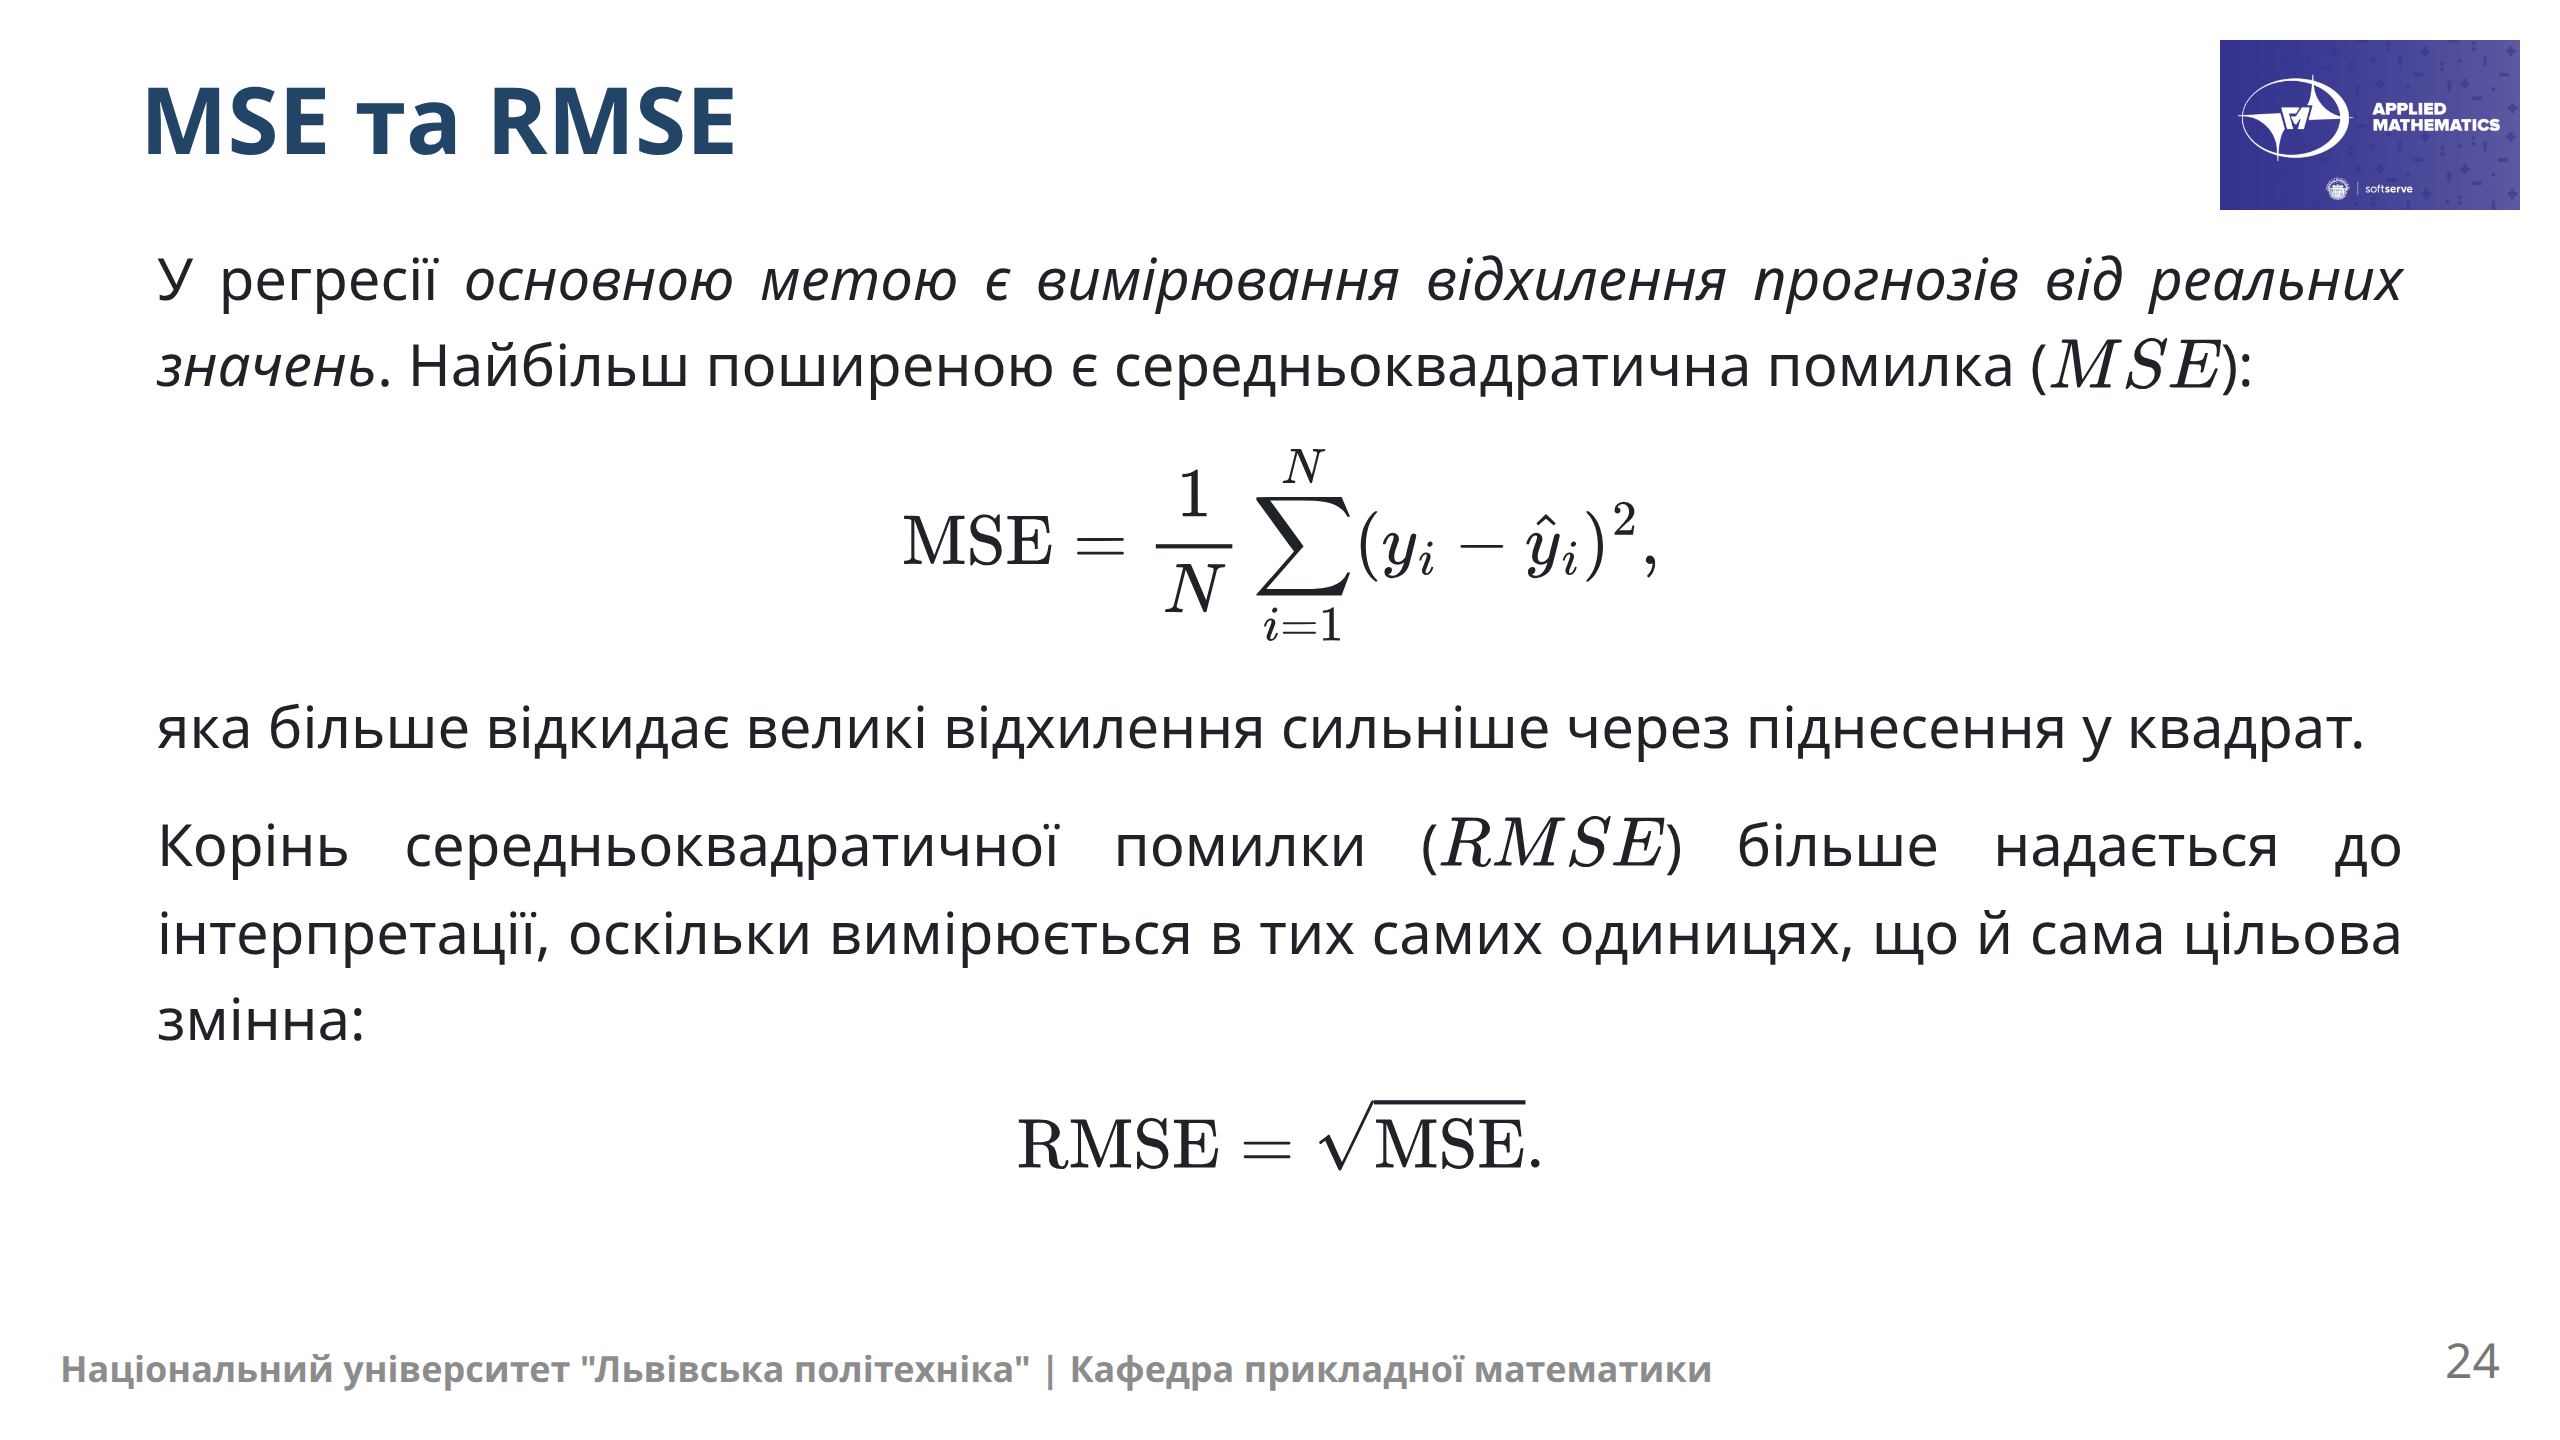 MSE та RMSE
APPLIED
MATHEMATICS
softserve
У регресії основною метою є вимірювання відхилення прогнозів від реальних
значень. Найбільш поширеною є середньоквадратична помилка (MSE):
MSE = \frac{1}{N} \sum_{i=1}^{N} (y_i − ŷ_i)^2,
яка більше відкидає великі відхилення сильніше через піднесення у квадрат.
Корінь середньоквадратичної помилки (RMSE) більше надається до
інтерпретації, оскільки вимірюється в тих самих одиницях, що й сама цільова
змінна:
RMSE = √MSE.
Національний університет "Львівська політехніка" | Кафедра прикладної математики
24